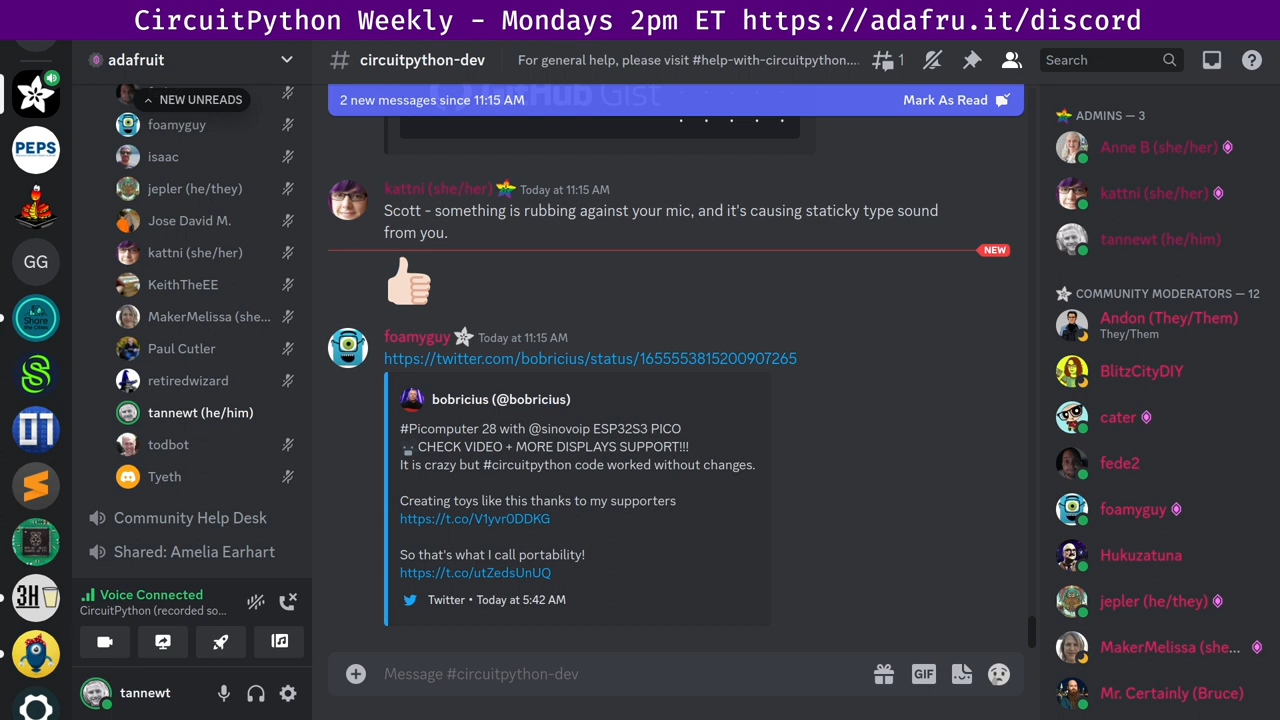 CircuitPython Weekly - Mondays 2pm ET https://adafru.it/discord
adafruit
NEW UNREADS
foamyguy
isaac
jepler (he/they)
Jose David M.
kattni (she/her)
KeithTheEE
MakerMelissa (she...
Paul Cutler
retiredwizard
tannewt (he/him)
todbot
Tyeth
Community Help Desk
Shared: Amelia Earhart
Voice Connected
CircuitPython (recorded so...
tannewt
PEPS
GG
Share
the Class
01
3H
circuitpython-dev
For general help, please visit #help-with-circuitpython....
1
Search
2 new messages since 11:15 AM
Mark As Read
GitHub Gist
kattni (she/her) Today at 11:15 AM
Scott - something is rubbing against your mic, and it's causing staticky type sound
from you.
NEW
foamyguy Today at 11:15 AM
https://twitter.com/bobricius/status/1655553815200907265
bobricius (@bobricius)
#Picomputer 28 with @sinovoip ESP32S3 PICO
CHECK VIDEO + MORE DISPLAYS SUPPORT!!!
It is crazy but #circuitpython code worked without changes.
Creating toys like this thanks to my supporters
https://t.co/V1yvr0DDKG
So that's what I call portability!
https://t.co/utZedsUnUQ
Twitter • Today at 5:42 AM
Message #circuitpython-dev
GIF
ADMINS — 3
Anne B (she/her)
kattni (she/her)
tannewt (he/him)
COMMUNITY MODERATORS — 12
Andon (They/Them)
They/Them
BlitzCityDIY
cater
fede2
foamyguy
Hukuzatuna
jepler (he/they)
MakerMelissa (she...
Mr. Certainly (Bruce)